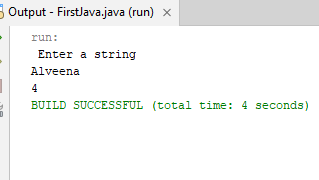 Output - FirstJava.java (run) ×
run:
Enter a string
Alveena
4
BUILD SUCCESSFUL (total time: 4 seconds)